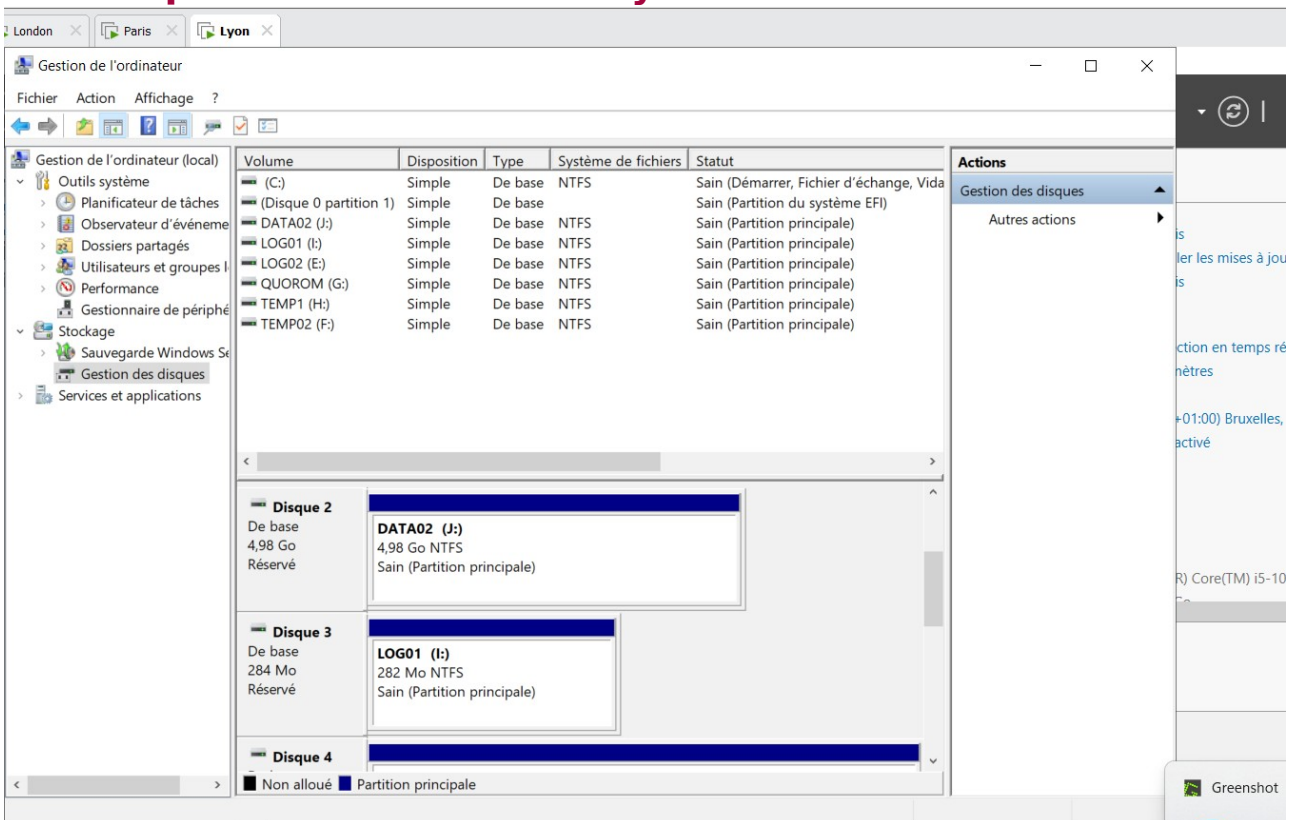 London
Paris
Lyon
Gestion de l'ordinateur
Fichier Action Affichage ?
Gestion de l'ordinateur (local)
Outils système
Planificateur de tâches
Observateur d'événeme
Dossiers partagés
Utilisateurs et groupes l
Performance
Gestionnaire de périphé
Stockage
Sauvegarde Windows Se
Gestion des disques
Services et applications
Volume Disposition Type Système de fichiers Statut
(C:) Simple De base NTFS Sain (Démarrer, Fichier d'échange, Vida
(Disque 0 partition 1) Simple De base Sain (Partition du système EFI)
DATA02 (J:) Simple De base NTFS Sain (Partition principale)
LOG01 (I:) Simple De base NTFS Sain (Partition principale)
LOG02 (E:) Simple De base NTFS Sain (Partition principale)
QUOROM (G:) Simple De base NTFS Sain (Partition principale)
TEMP1 (H:) Simple De base NTFS Sain (Partition principale)
TEMP02 (F:) Simple De base NTFS Sain (Partition principale)
Disque 2
De base
4,98 Go
Réservé
DATA02 (J:)
4,98 Go NTFS
Sain (Partition principale)
Disque 3
De base
284 Mo
Réservé
LOG01 (I:)
282 Mo NTFS
Sain (Partition principale)
Disque 4
Non alloué Partition principale
Actions
Gestion des disques
Autres actions
is
ler les mises à jou
is
ction en temps ré
nètres
+01:00) Bruxelles,
activé
R) Core(TM) i5-10
Greenshot